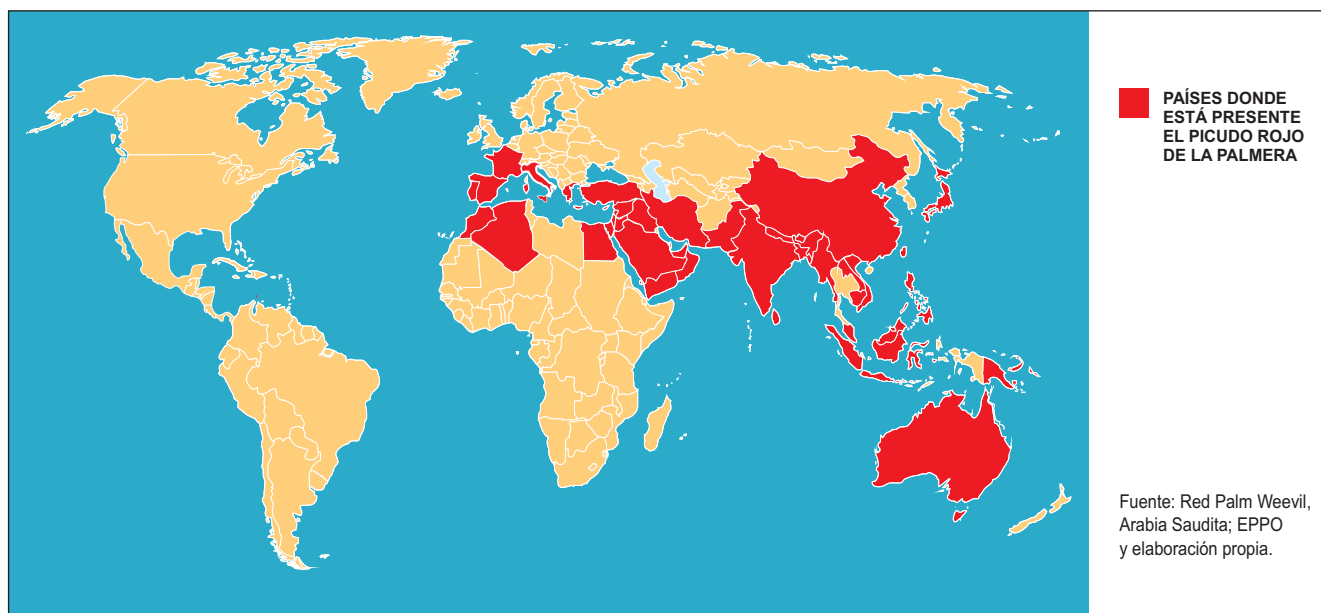 PAÍSES DONDE
ESTÁ PRESENTE
EL PICUDO ROJO
DE LA PALMERA
Fuente: Red Palm Weevil,
Arabia Saudita; EPPO
y elaboración propia.